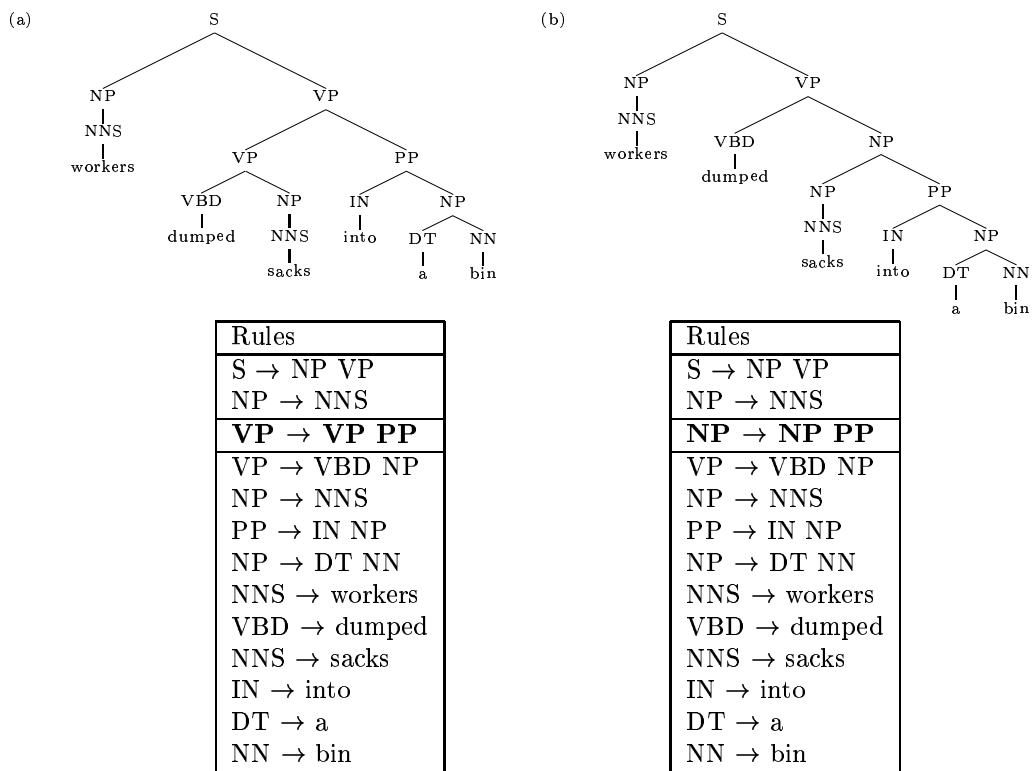 (a)
S
NP VP
NNS
workers
VP PP
VBD NP IN NP
dumped NNS into DT NN
sacks a bin
(b)
S
NP VP
NNS
workers
VBD NP
dumped
NP PP
NNS IN NP
sacks into DT NN
a bin
Rules
S → NP VP
NP → NNS
VP → VP PP
VP → VBD NP
NP → NNS
PP → IN NP
NP → DT NN
NNS → workers
VBD → dumped
NNS → sacks
IN → into
DT → a
NN → bin
Rules
S → NP VP
NP → NNS
NP → NP PP
VP → VBD NP
NP → NNS
PP → IN NP
NP → DT NN
NNS → workers
VBD → dumped
NNS → sacks
IN → into
DT → a
NN → bin